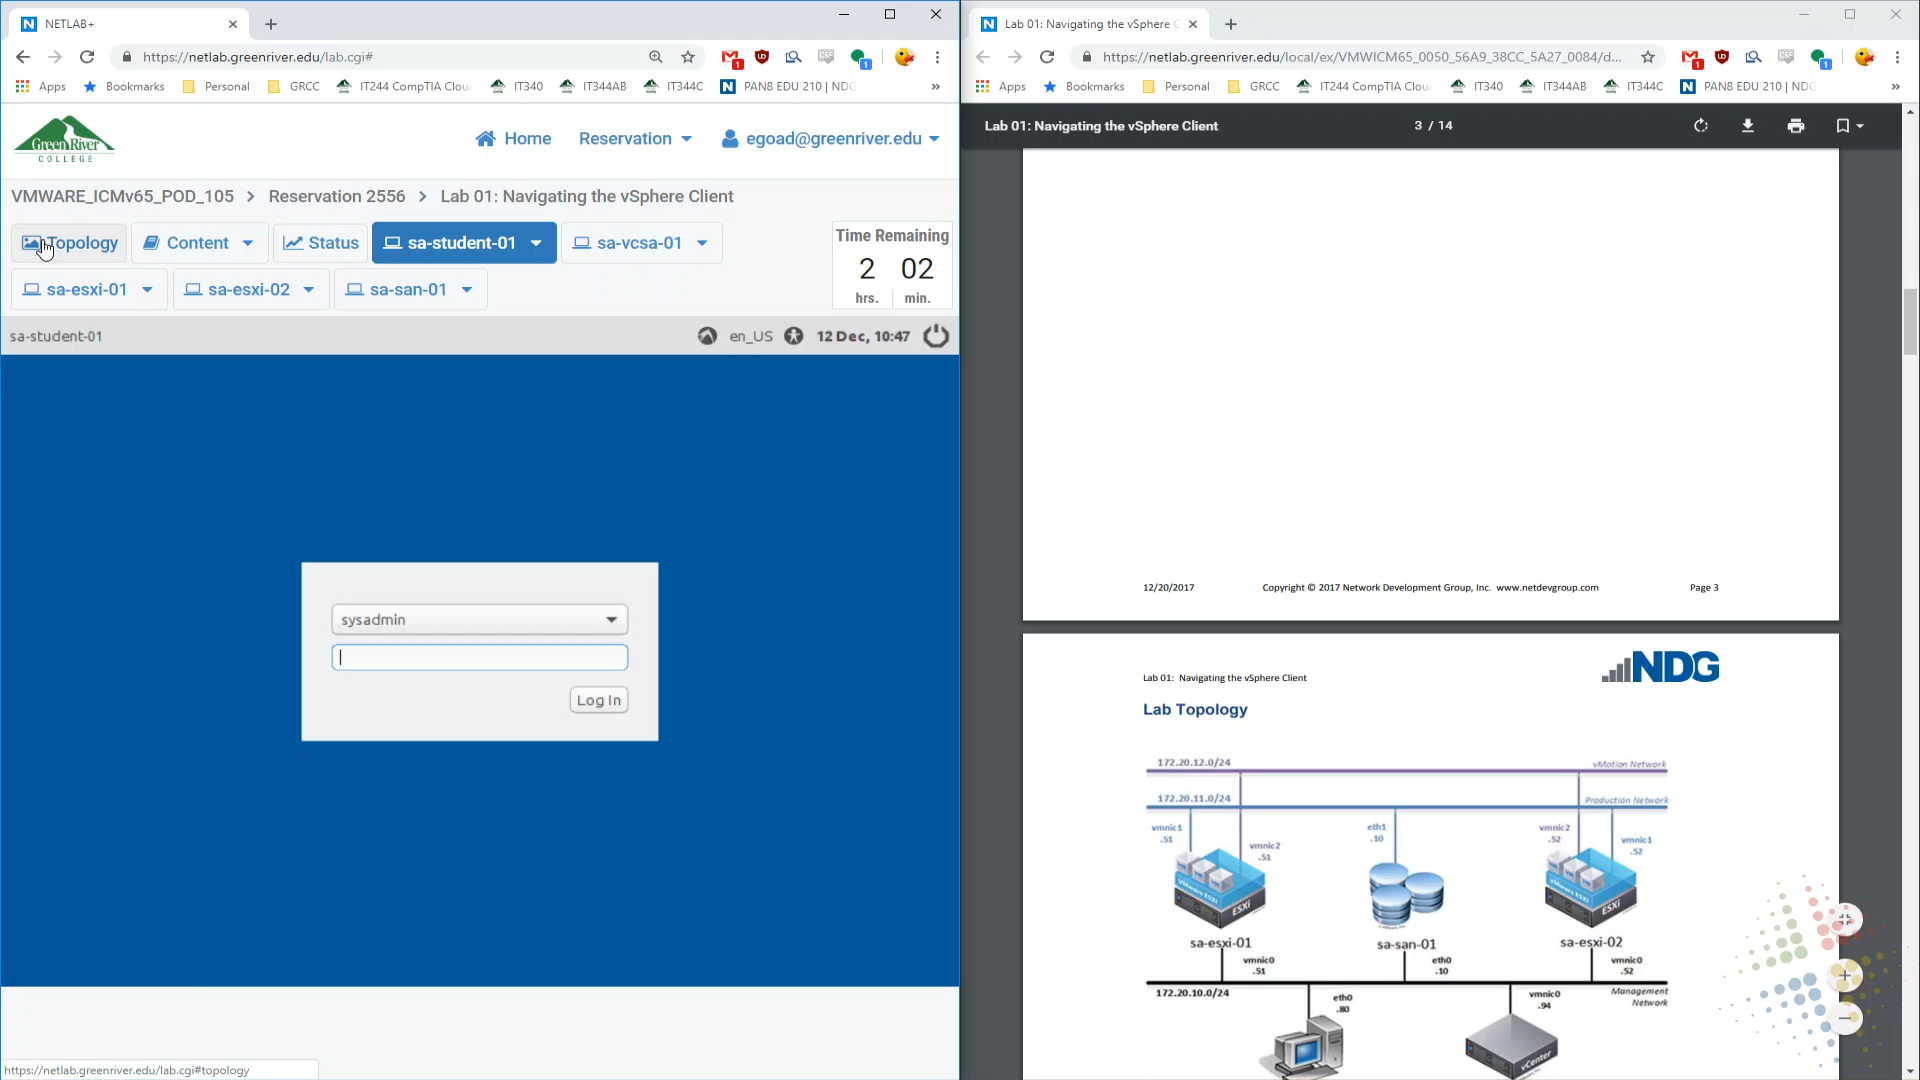 NETLAB+
https://netlab.greenriver.edu/lab.cgi#
Apps
Bookmarks
Personal
GRCC
IT244 CompTIA Clou
IT340
IT344AB
IT344C
PAN8 EDU 210 | NDG
Green River
COLLEGE
Home
Reservation
egoad@greenriver.edu
VMWARE_ICMv65_POD_105 > Reservation 2556 > Lab 01: Navigating the vSphere Client
Topology
Content
Status
sa-student-01
sa-vcsa-01
sa-esxi-01
sa-esxi-02
sa-san-01
Time Remaining
2 02
hrs. min.
sa-student-01
en_US
12 Dec, 10:47
sysadmin
Log In
https://netlab.greenriver.edu/lab.cgi#topology
Lab 01: Navigating the vSphere C
https://netlab.greenriver.edu/local/ex/VMWICM65_0050_56A9_38CC_5A27_0084/d...
Apps
Bookmarks
Personal
GRCC
IT244 CompTIA Clou
IT340
IT344AB
IT344C
PAN8 EDU 210 | NDG
Lab 01: Navigating the vSphere Client
3 / 14
12/20/2017
Copyright © 2017 Network Development Group, Inc. www.netdevgroup.com
Page 3
Lab 01: Navigating the vSphere Client
NDG
Lab Topology
172.20.12.0/24
vMotion Network
172.20.11.0/24
Production Network
vmnic1
.51
vmnic2
.51
eth1
.10
vmnic2
.52
vmnic1
.52
VMware ESXi
ESXi
VMware ESXi
ESXi
sa-esxi-01
sa-san-01
sa-esxi-02
vmnic0
.51
eth0
.10
vmnic0
.52
172.20.10.0/24
Management
Network
eth0
.80
vmnic0
.94
vCenter